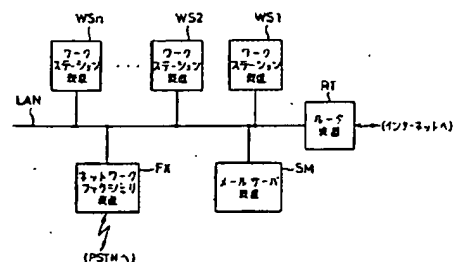 WSn
WS2
WS1
ワーク
ステーション
装置
...
ワーク
ステーション
装置
ワーク
ステーション
装置
RT
LAN
ルータ
装置
(インターネットへ)
FX
SM
ネットワーク
ファクシミリ
装置
メールサーバ
装置
(PSTNへ)